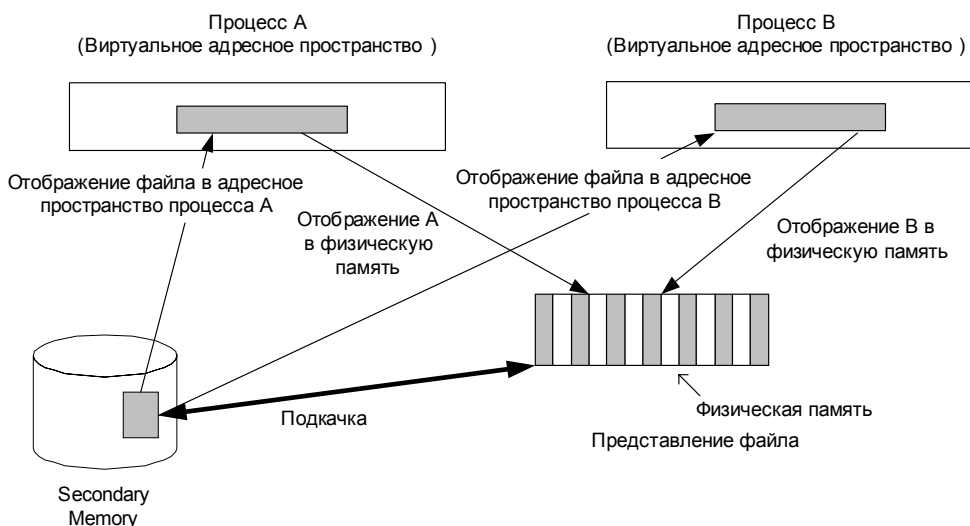 Процесс A
(Виртуальное адресное пространство )
Процесс B
(Виртуальное адресное пространство )
Отображение файла в адресное
пространство процесса A
Отображение файла в адресное
пространство процесса B
Отображение A
в физическую
память
Отображение B в
физическую память
Подкачка
Физическая память
Представление файла
Secondary
Memory